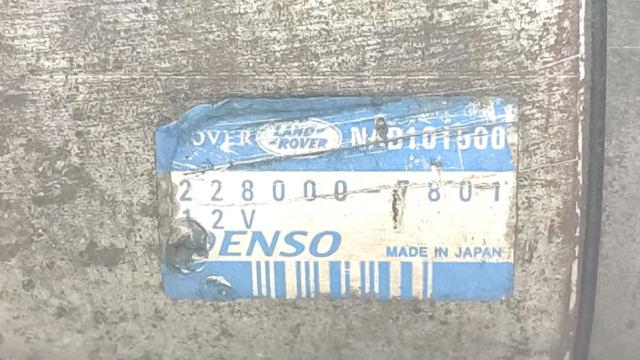 ROVER LAND ROVER NAD101500
228000-7801
12V
DENSO MADE IN JAPAN